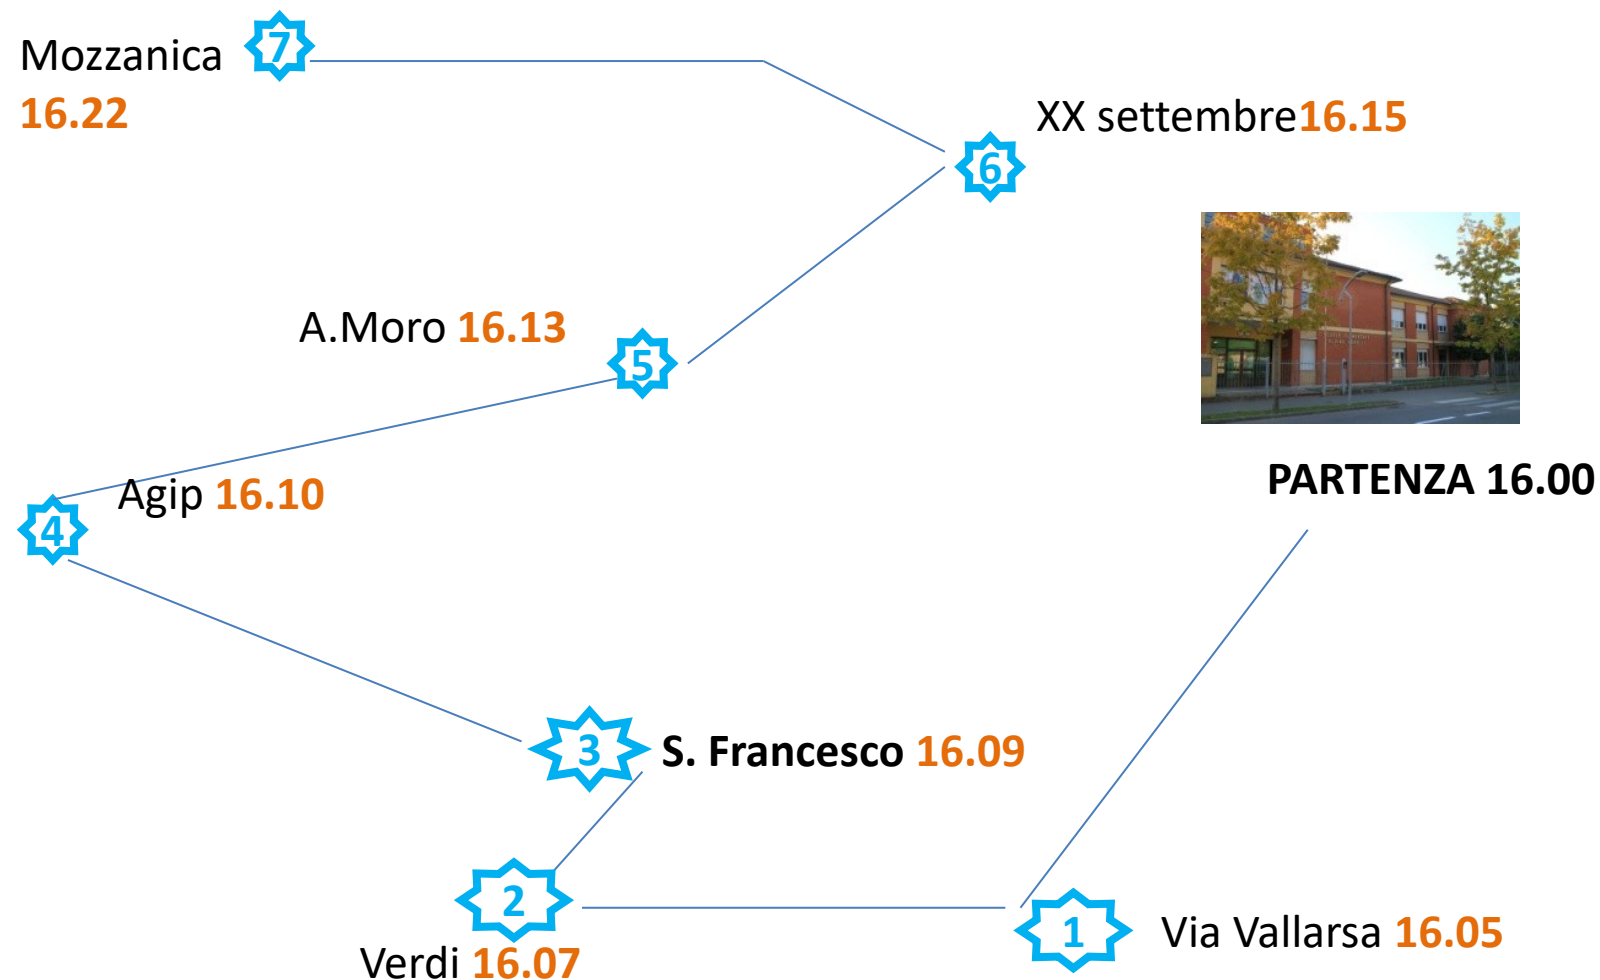 Mozzanica 7
16.22
XX settembre16.15
6
A.Moro 16.13
5
Agip 16.10
4
PARTENZA 16.00
3 S. Francesco 16.09
2
Verdi 16.07
1 Via Vallarsa 16.05